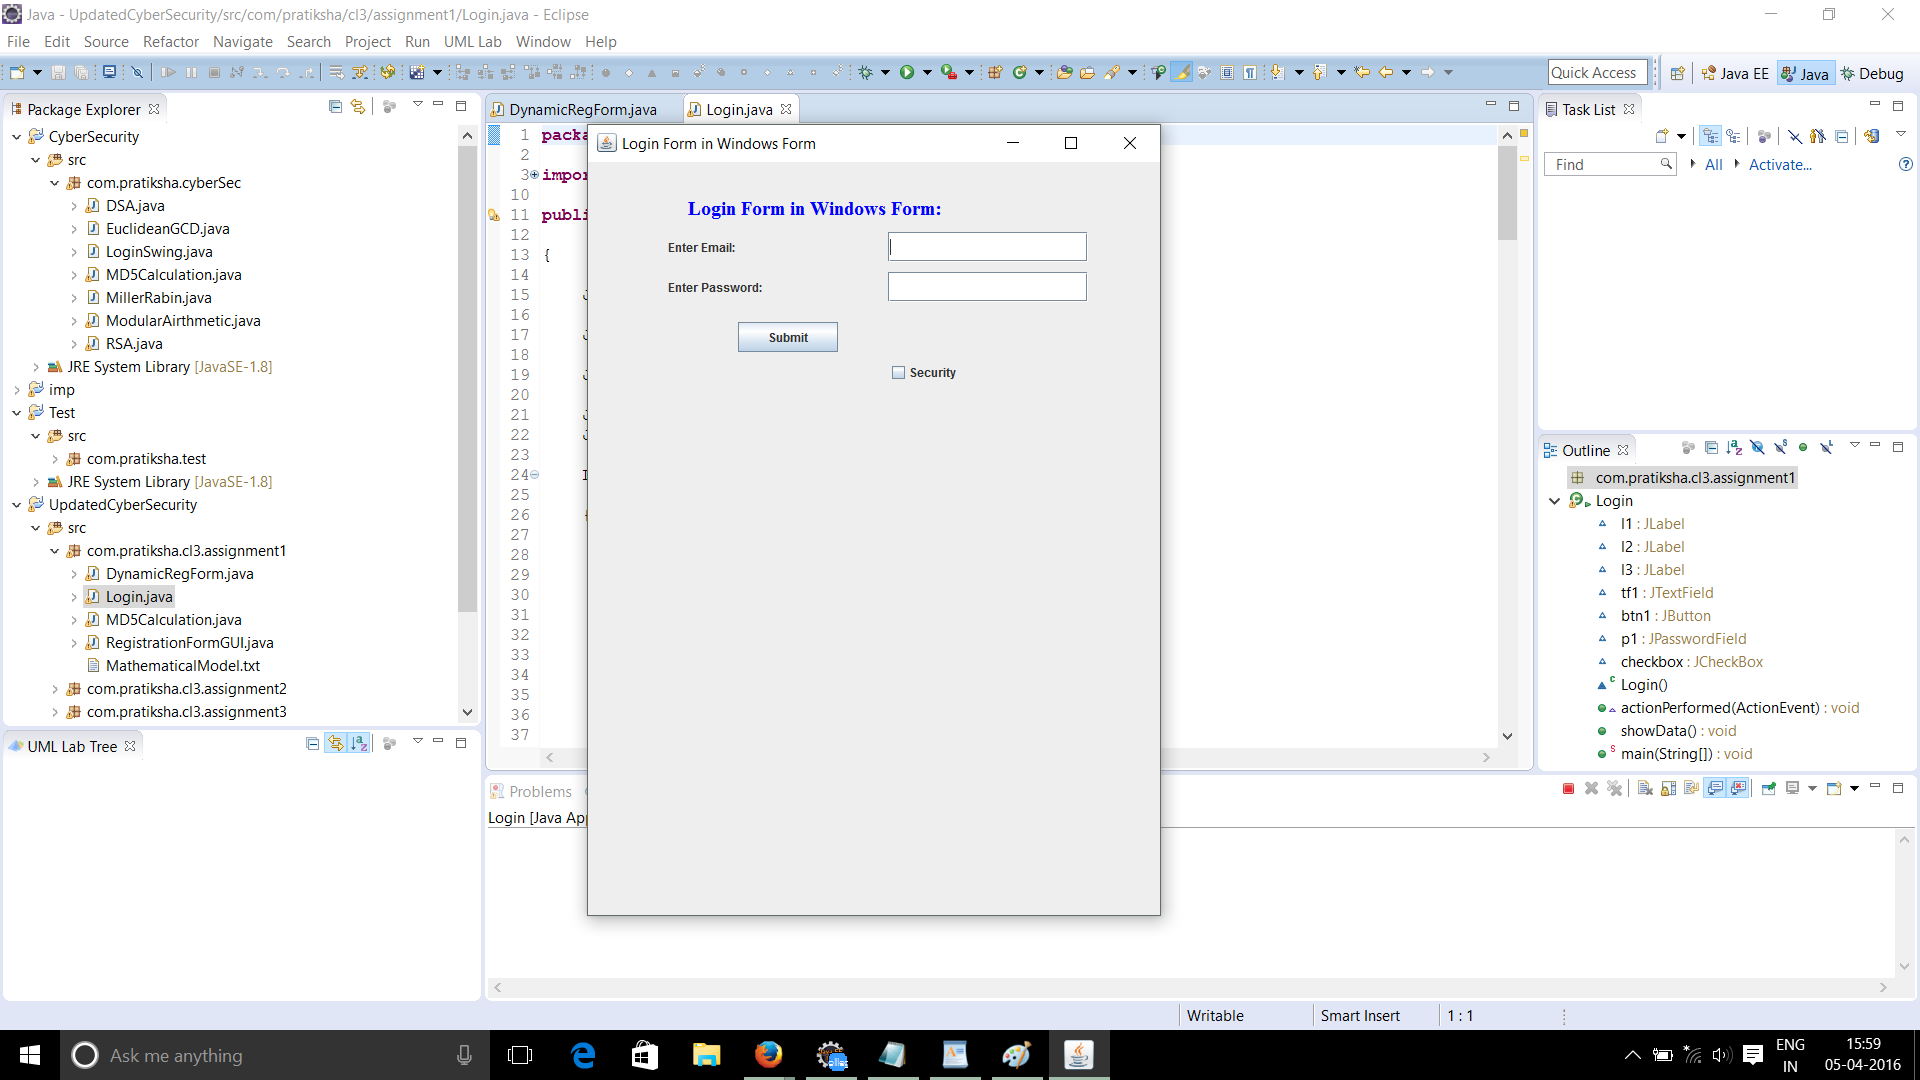 Java - UpdatedCyberSecurity/src/com/pratiksha/cl3/assignment1/Login.java - Eclipse
File Edit Source Refactor Navigate Search Project Run UML Lab Window Help
Quick Access Java EE Java Debug
Package Explorer
CyberSecurity
src
com.pratiksha.cyberSec
DSA.java
EuclideanGCD.java
LoginSwing.java
MD5Calculation.java
MillerRabin.java
ModularAirthmetic.java
RSA.java
JRE System Library [JavaSE-1.8]
imp
Test
src
com.pratiksha.test
JRE System Library [JavaSE-1.8]
UpdatedCyberSecurity
src
com.pratiksha.cl3.assignment1
DynamicRegForm.java
Login.java
MD5Calculation.java
RegistrationFormGUI.java
MathematicalModel.txt
com.pratiksha.cl3.assignment2
com.pratiksha.cl3.assignment3
UML Lab Tree
DynamicRegForm.java Login.java
1 packa
2
3 impor
10
11 publi
12
13 {
14
15 J
16
17 J
18
19 J
20
21 J
22 J
23
24
25
26 {
27
28
29
30
31
32
33
34
35
36
37
Login Form in Windows Form
Login Form in Windows Form:
Enter Email:
Enter Password:
Submit
Security
Problems
Login [Java Ap
Task List
Find All Activate...
Outline
com.pratiksha.cl3.assignment1
Login
l1 : JLabel
l2 : JLabel
l3 : JLabel
tf1 : JTextField
btn1 : JButton
p1 : JPasswordField
checkbox : JCheckBox
Login()
actionPerformed(ActionEvent) : void
showData() : void
main(String[]) : void
Writable Smart Insert 1 : 1
Ask me anything
ENG
IN
15:59
05-04-2016